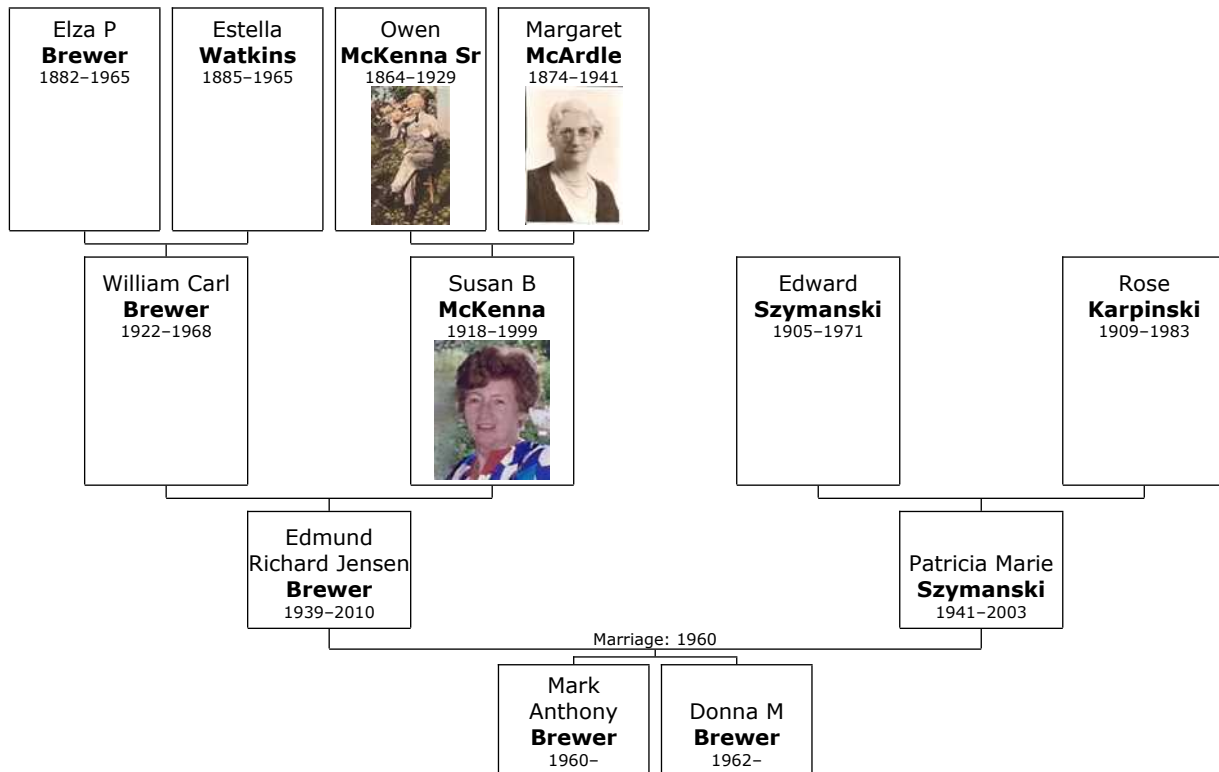 Elza P
Brewer
1882–1965
Estella
Watkins
1885–1965
Owen
McKenna Sr
1864–1929
Margaret
McArdle
1874–1941
William Carl
Brewer
1922–1968
Susan B
McKenna
1918–1999
Edward
Szymanski
1905–1971
Rose
Karpinski
1909–1983
Edmund
Richard Jensen
Brewer
1939–2010
Patricia Marie
Szymanski
1941–2003
Marriage: 1960
Mark
Anthony
Brewer
1960–
Donna M
Brewer
1962–